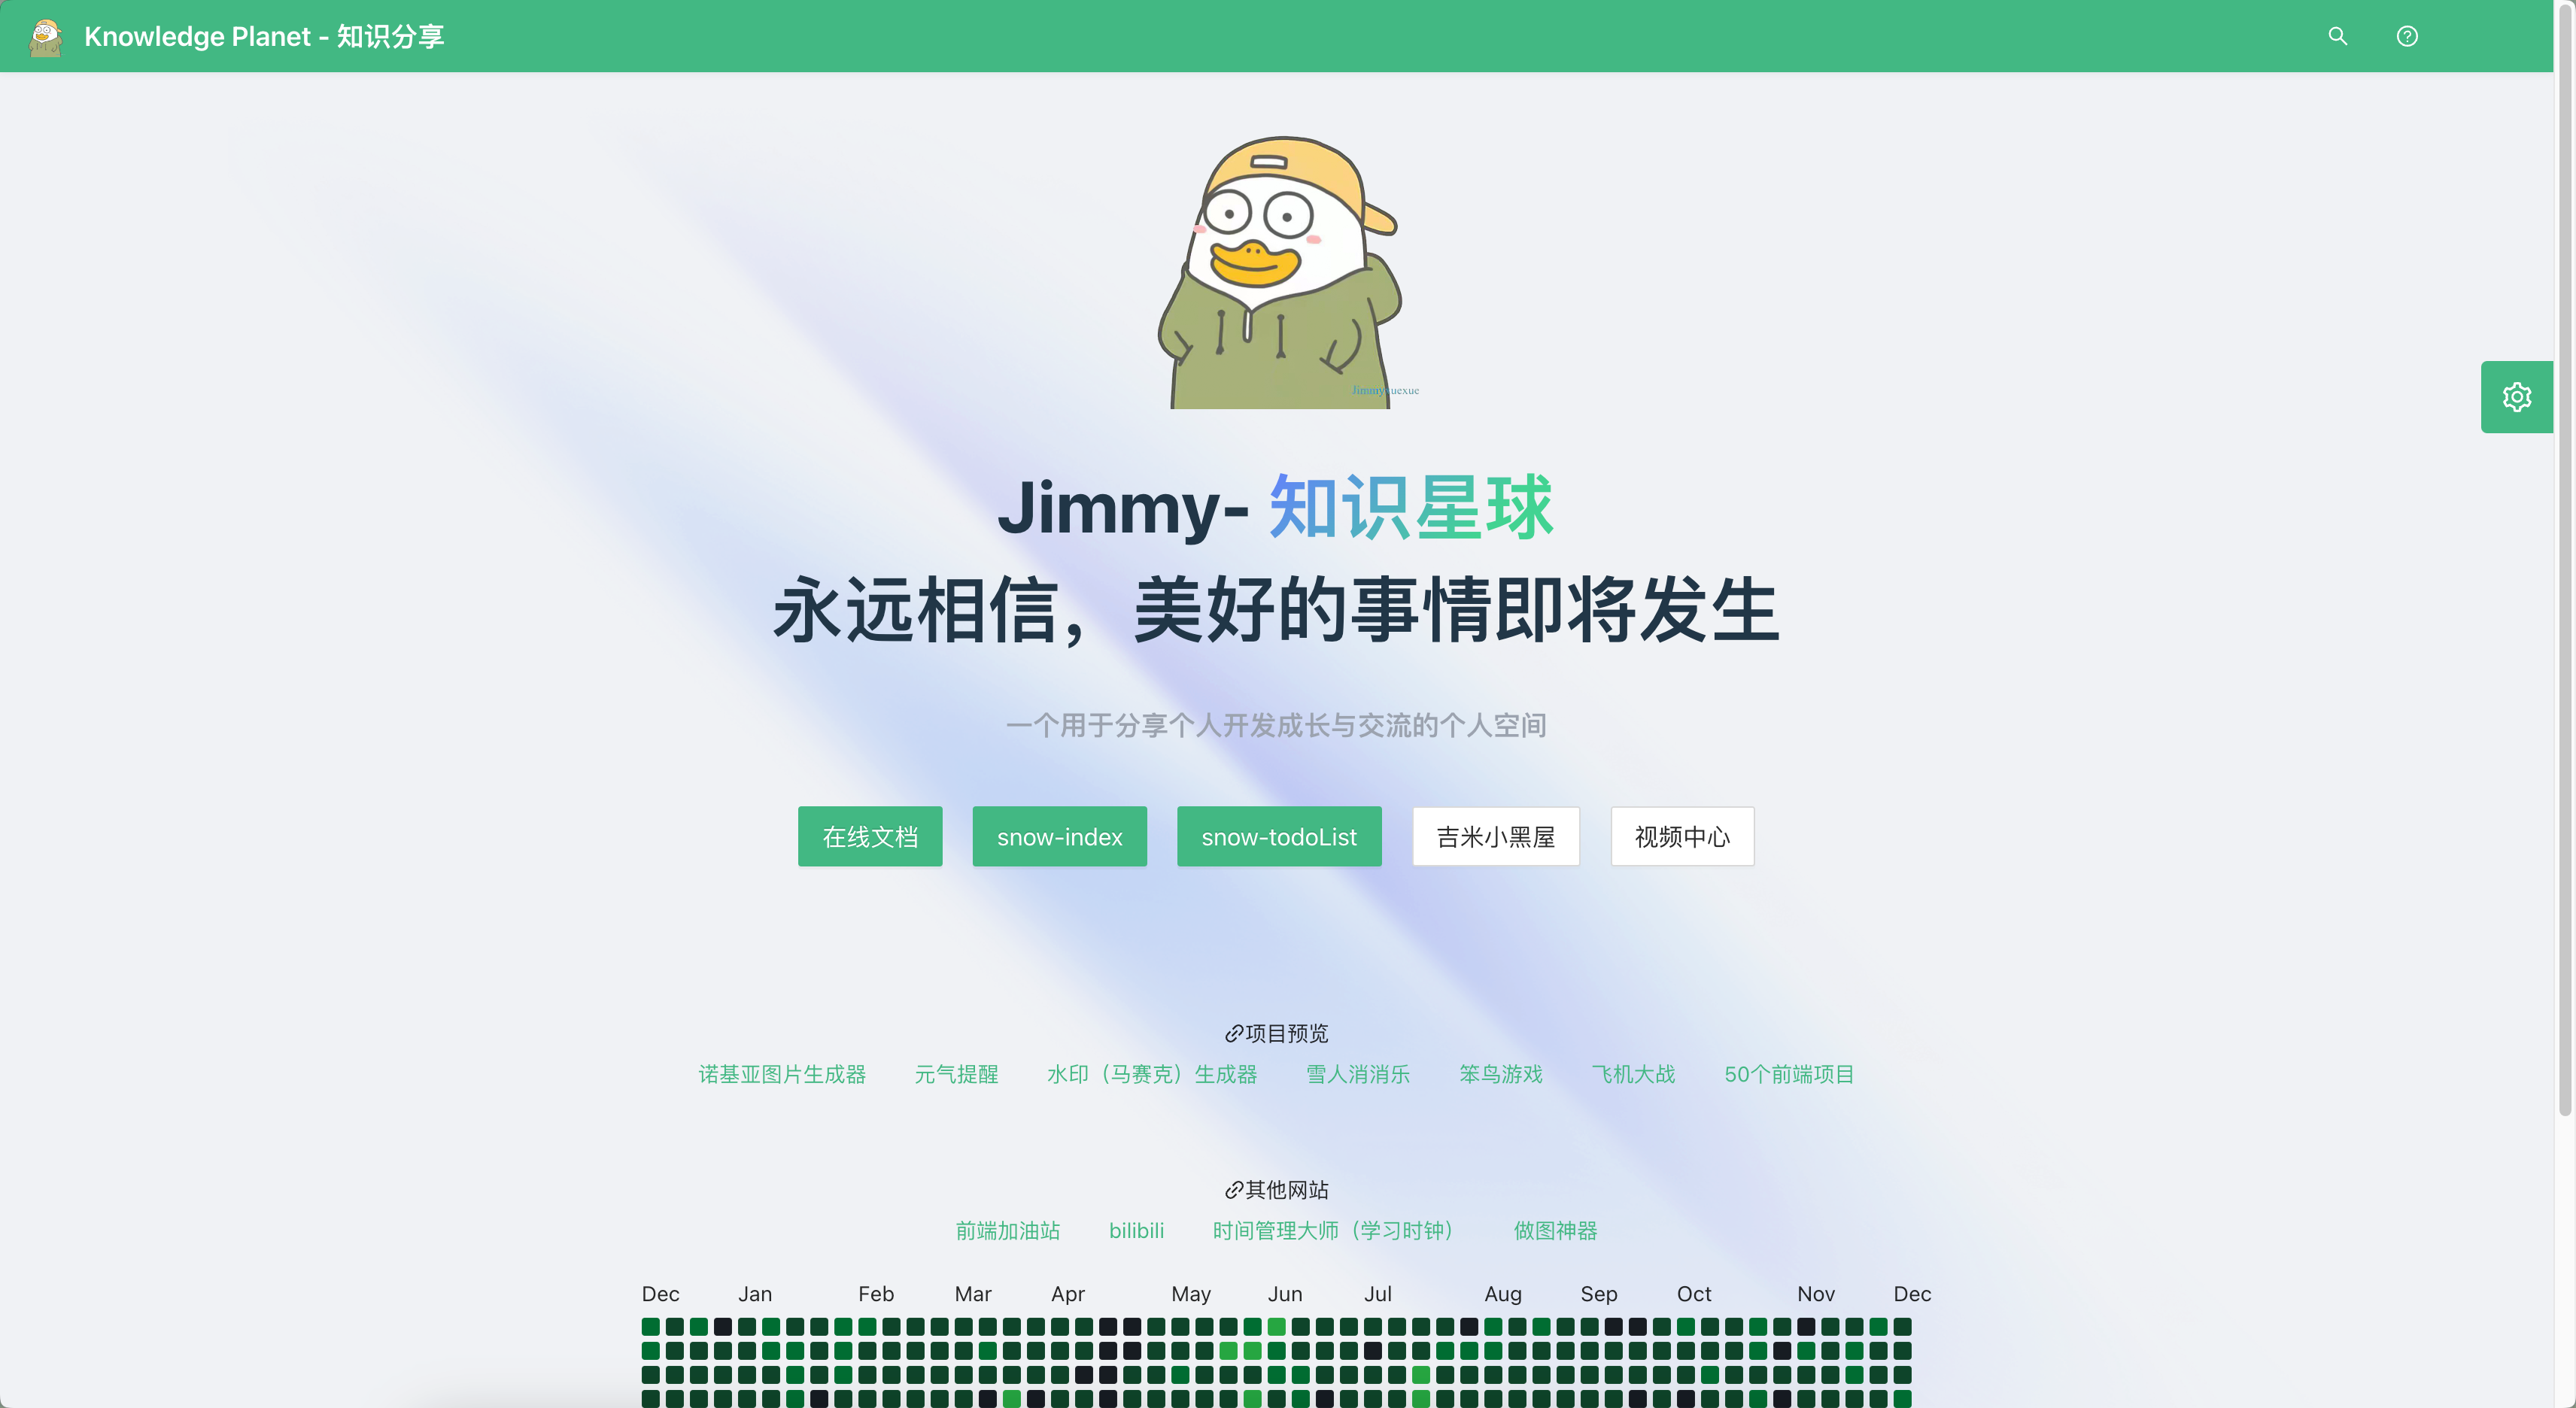 Knowledge Planet - 知识分享
Jimmy- 知识星球
永远相信，美好的事情即将发生
一个用于分享个人开发成长与交流的个人空间
在线文档 snow-index snow-todoList 吉米小黑屋 视频中心
项目预览
诺基亚图片生成器 元气提醒 水印（马赛克）生成器 雪人消消乐 笨鸟游戏 飞机大战 50个前端项目
其他网站
前端加油站 bilibili 时间管理大师（学习时钟） 做图神器
Dec Jan Feb Mar Apr May Jun Jul Aug Sep Oct Nov Dec